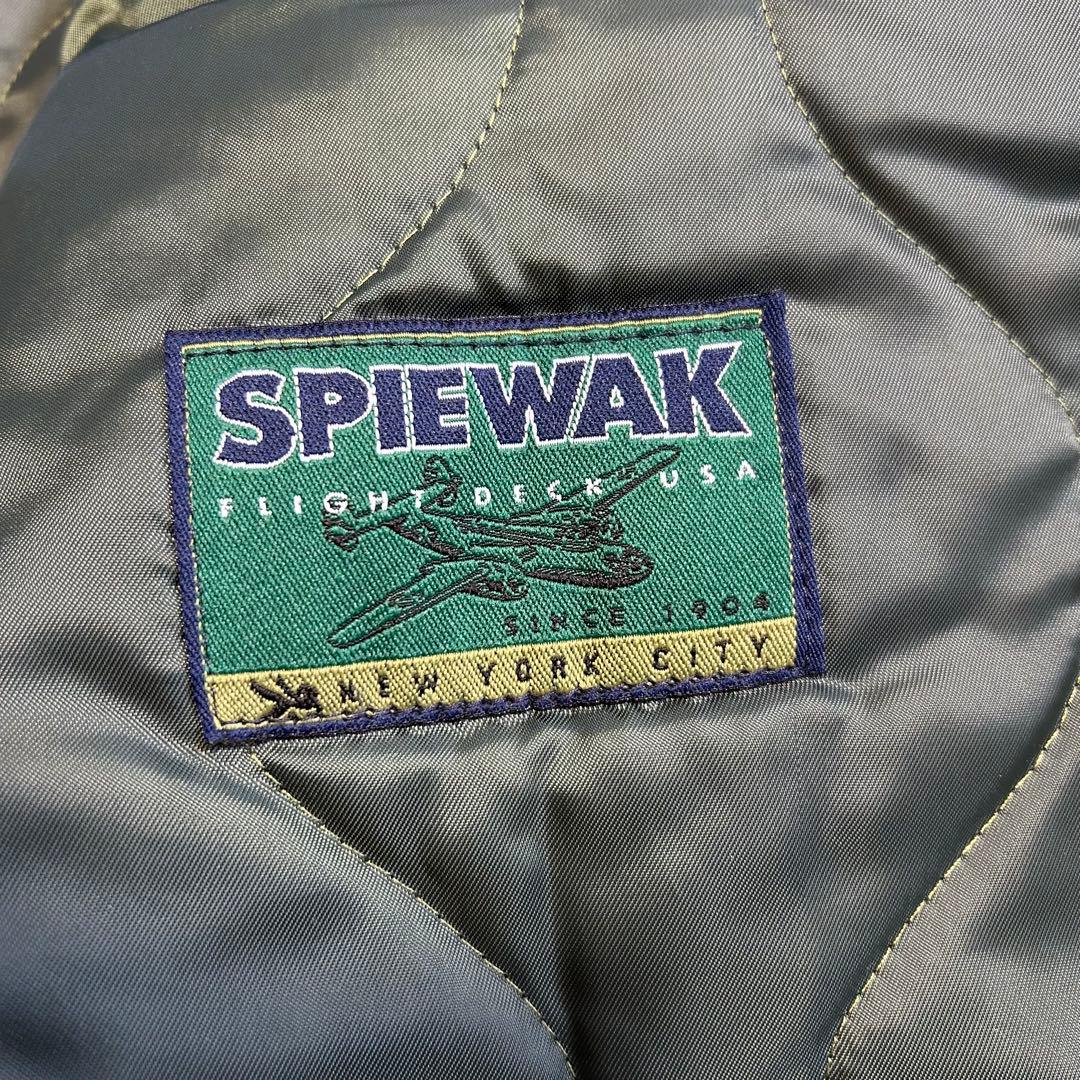 SPIEWAK
FLIGHT DECK USA
SINCE 1904
NEW YORK CITY